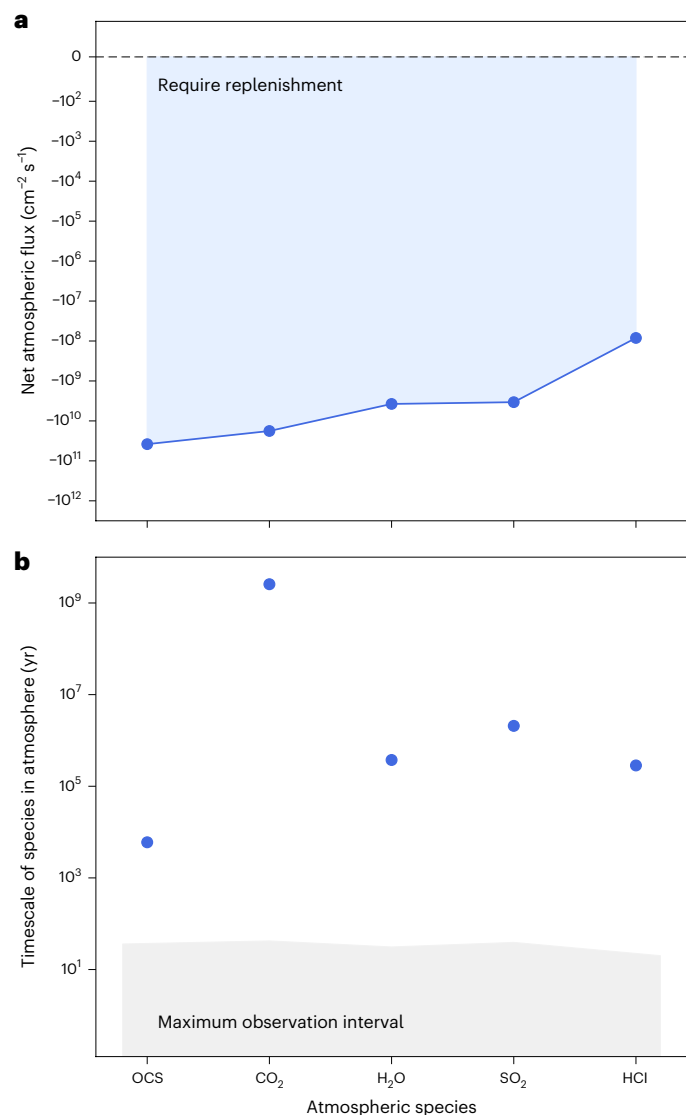 a
Net atmospheric flux (cm⁻² s⁻¹)
0
−10²
−10³
−10⁴
−10⁵
−10⁶
−10⁷
−10⁸
−10⁹
−10¹⁰
−10¹¹
−10¹²
Require replenishment
b
Timescale of species in atmosphere (yr)
10⁹
10⁷
10⁵
10³
10¹
Maximum observation interval
OCS CO₂ H₂O SO₂ HCl
Atmospheric species